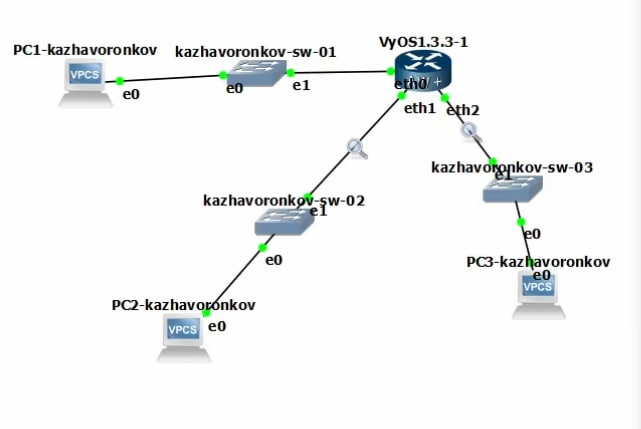 VyOS1.3.3-1
PC1-kazhavoronkov
kazhavoronkov-sw-01
VPCS
e0
e0
e1
eth0
eth1
eth2
kazhavoronkov-sw-03
e1
kazhavoronkov-sw-02
e1
e0
e0
PC3-kazhavoronkov
e0
VPCS
PC2-kazhavoronkov
e0
VPCS